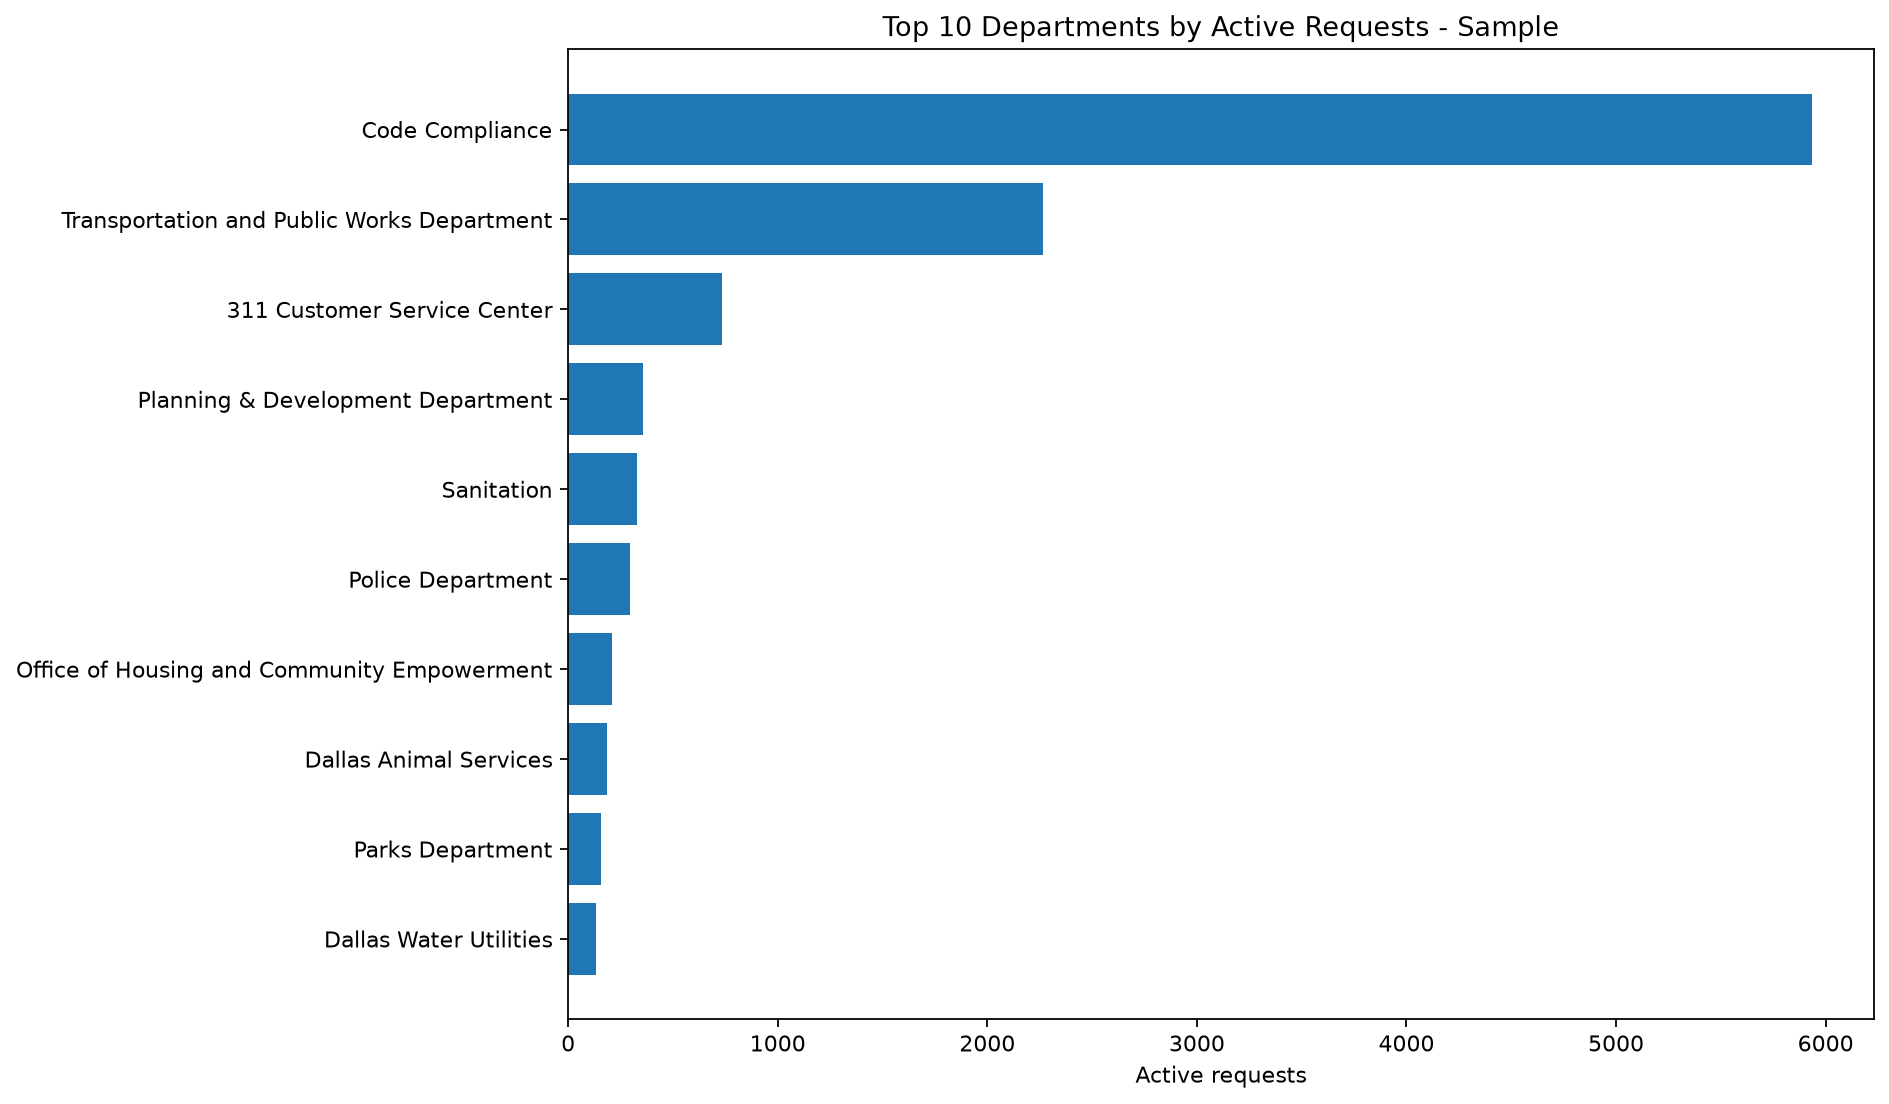 Top 10 Departments by Active Requests - Sample
Code Compliance
Transportation and Public Works Department
311 Customer Service Center
Planning & Development Department
Sanitation
Police Department
Office of Housing and Community Empowerment
Dallas Animal Services
Parks Department
Dallas Water Utilities
0 1000 2000 3000 4000 5000 6000
Active requests